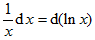 1/x dx = d(ln x)